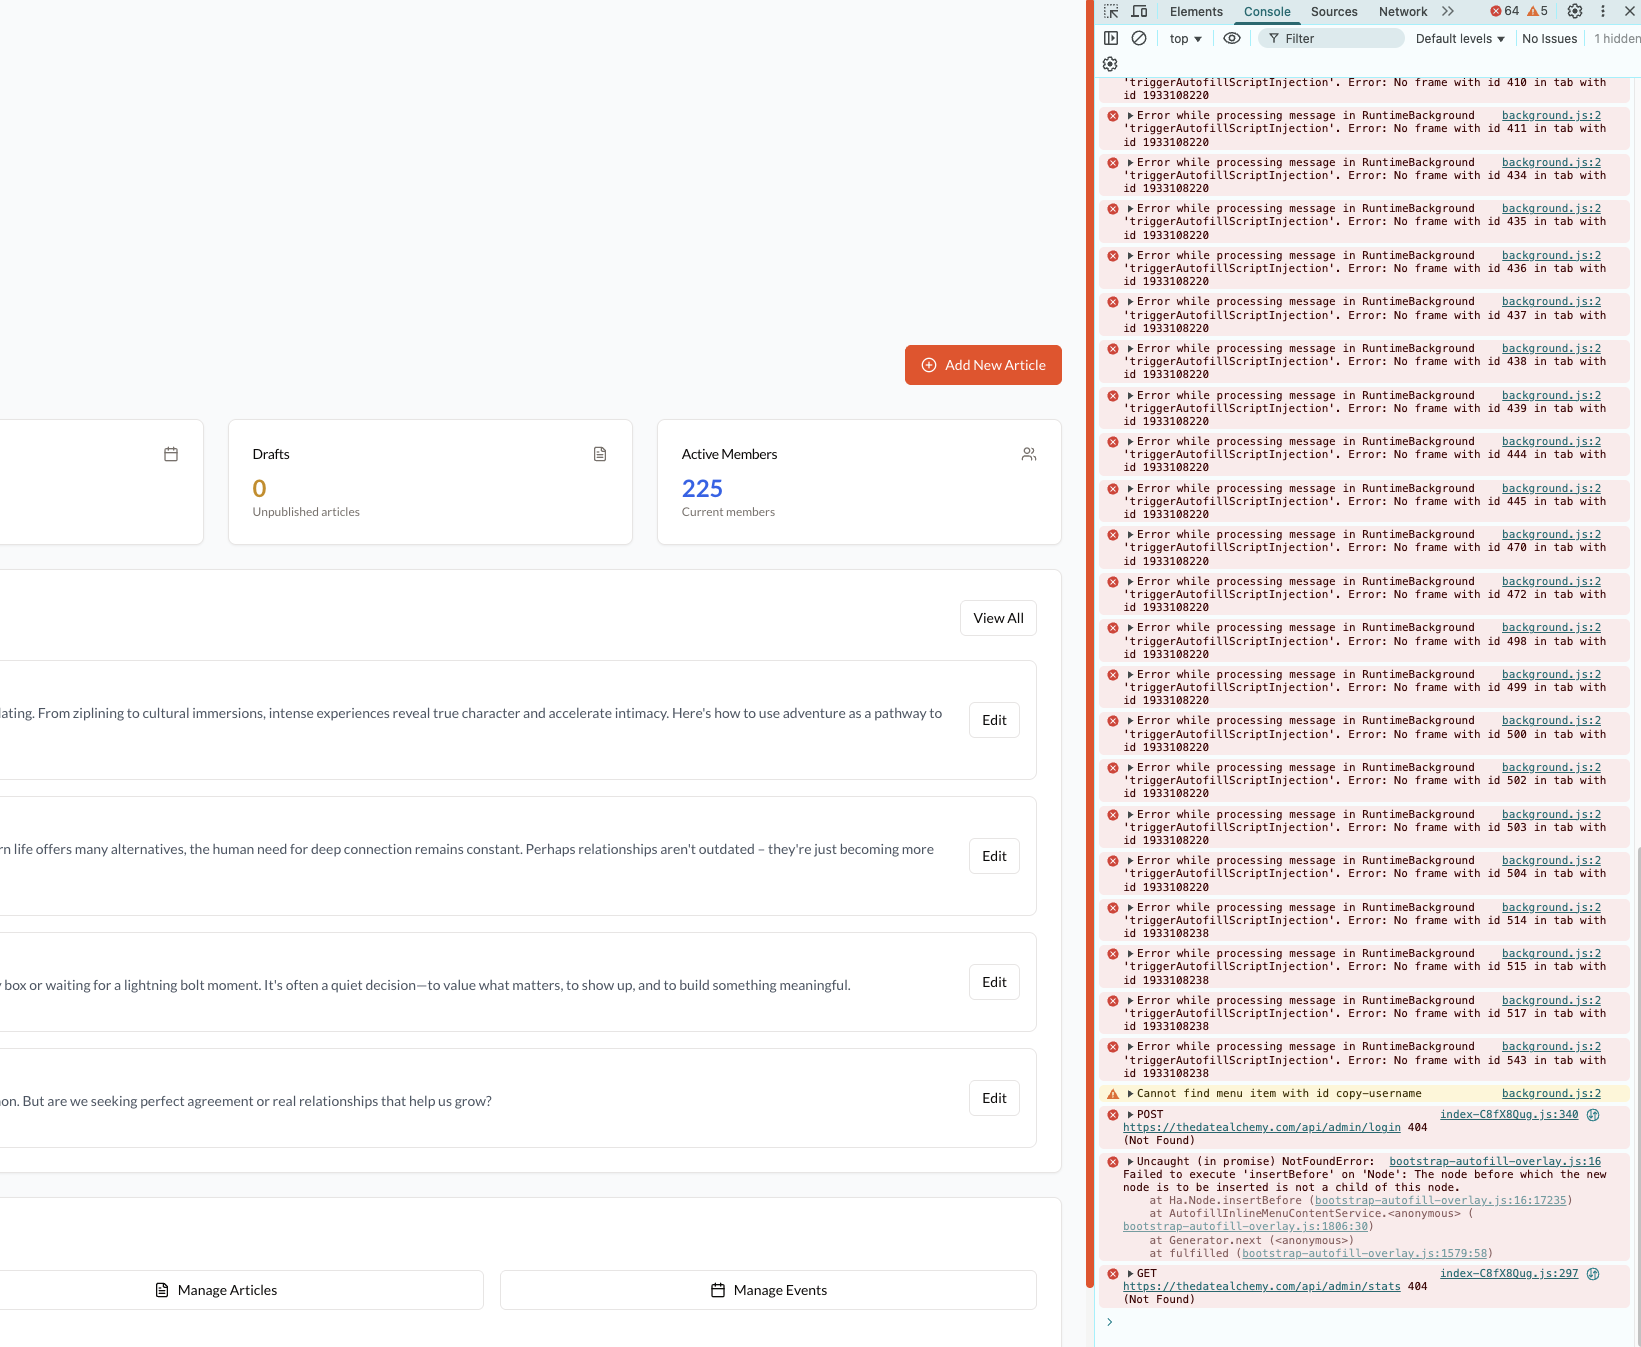 Add New Article
Drafts
0
Unpublished articles
Active Members
225
Current members
View All
From ziplining to cultural immersions, intense experiences reveal true character and accelerate intimacy. Here's how to use adventure as a pathway to
Edit
life offers many alternatives, the human need for deep connection remains constant. Perhaps relationships aren't outdated – they're just becoming more
Edit
box or waiting for a lightning bolt moment. It's often a quiet decision—to value what matters, to show up, and to build something meaningful.
Edit
But are we seeking perfect agreement or real relationships that help us grow?
Edit
Manage Articles
Manage Events
Elements Console Sources Network 64 5
top Filter Default levels No Issues 1 hidden
'triggerAutofillScriptInjection'. Error: No frame with id 410 in tab with
id 1933108220
Error while processing message in RuntimeBackground background.js:2
'triggerAutofillScriptInjection'. Error: No frame with id 411 in tab with
id 1933108220
Error while processing message in RuntimeBackground background.js:2
'triggerAutofillScriptInjection'. Error: No frame with id 434 in tab with
id 1933108220
Error while processing message in RuntimeBackground background.js:2
'triggerAutofillScriptInjection'. Error: No frame with id 435 in tab with
id 1933108220
Error while processing message in RuntimeBackground background.js:2
'triggerAutofillScriptInjection'. Error: No frame with id 436 in tab with
id 1933108220
Error while processing message in RuntimeBackground background.js:2
'triggerAutofillScriptInjection'. Error: No frame with id 437 in tab with
id 1933108220
Error while processing message in RuntimeBackground background.js:2
'triggerAutofillScriptInjection'. Error: No frame with id 438 in tab with
id 1933108220
Error while processing message in RuntimeBackground background.js:2
'triggerAutofillScriptInjection'. Error: No frame with id 439 in tab with
id 1933108220
Error while processing message in RuntimeBackground background.js:2
'triggerAutofillScriptInjection'. Error: No frame with id 444 in tab with
id 1933108220
Error while processing message in RuntimeBackground background.js:2
'triggerAutofillScriptInjection'. Error: No frame with id 445 in tab with
id 1933108220
Error while processing message in RuntimeBackground background.js:2
'triggerAutofillScriptInjection'. Error: No frame with id 470 in tab with
id 1933108220
Error while processing message in RuntimeBackground background.js:2
'triggerAutofillScriptInjection'. Error: No frame with id 472 in tab with
id 1933108220
Error while processing message in RuntimeBackground background.js:2
'triggerAutofillScriptInjection'. Error: No frame with id 498 in tab with
id 1933108220
Error while processing message in RuntimeBackground background.js:2
'triggerAutofillScriptInjection'. Error: No frame with id 499 in tab with
id 1933108220
Error while processing message in RuntimeBackground background.js:2
'triggerAutofillScriptInjection'. Error: No frame with id 500 in tab with
id 1933108220
Error while processing message in RuntimeBackground background.js:2
'triggerAutofillScriptInjection'. Error: No frame with id 502 in tab with
id 1933108220
Error while processing message in RuntimeBackground background.js:2
'triggerAutofillScriptInjection'. Error: No frame with id 503 in tab with
id 1933108220
Error while processing message in RuntimeBackground background.js:2
'triggerAutofillScriptInjection'. Error: No frame with id 504 in tab with
id 1933108220
Error while processing message in RuntimeBackground background.js:2
'triggerAutofillScriptInjection'. Error: No frame with id 514 in tab with
id 1933108238
Error while processing message in RuntimeBackground background.js:2
'triggerAutofillScriptInjection'. Error: No frame with id 515 in tab with
id 1933108238
Error while processing message in RuntimeBackground background.js:2
'triggerAutofillScriptInjection'. Error: No frame with id 517 in tab with
id 1933108238
Error while processing message in RuntimeBackground background.js:2
'triggerAutofillScriptInjection'. Error: No frame with id 543 in tab with
id 1933108238
Cannot find menu item with id copy-username background.js:2
POST index-C8fX8Qug.js:340
https://thedatealchemy.com/api/admin/login 404
(Not Found)
Uncaught (in promise) NotFoundError: bootstrap-autofill-overlay.js:16
Failed to execute 'insertBefore' on 'Node': The node before which the new
node is to be inserted is not a child of this node.
at Ha.Node.insertBefore (bootstrap-autofill-overlay.js:16:17235)
at AutofillInlineMenuContentService.<anonymous> (
bootstrap-autofill-overlay.js:1806:30)
at Generator.next (<anonymous>)
at fulfilled (bootstrap-autofill-overlay.js:1579:58)
GET index-C8fX8Qug.js:297
https://thedatealchemy.com/api/admin/stats 404
(Not Found)